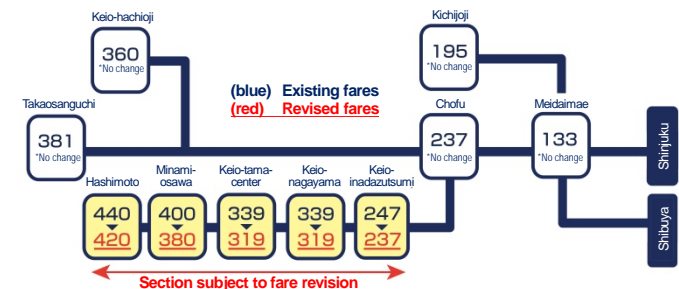 Keio-hachioji
360
*No change
Kichijoji
195
*No change
(blue) Existing fares
(red) Revised fares
Takaosanguchi
381
*No change
Chofu
237
*No change
Meidaimae
133
*No change
Shinjuku
Shibuya
Hashimoto
440
420
Minami-
osawa
400
380
Keio-tama-
center
339
319
Keio-
nagayama
339
319
Keio-
inadazutsumi
247
237
Section subject to fare revision